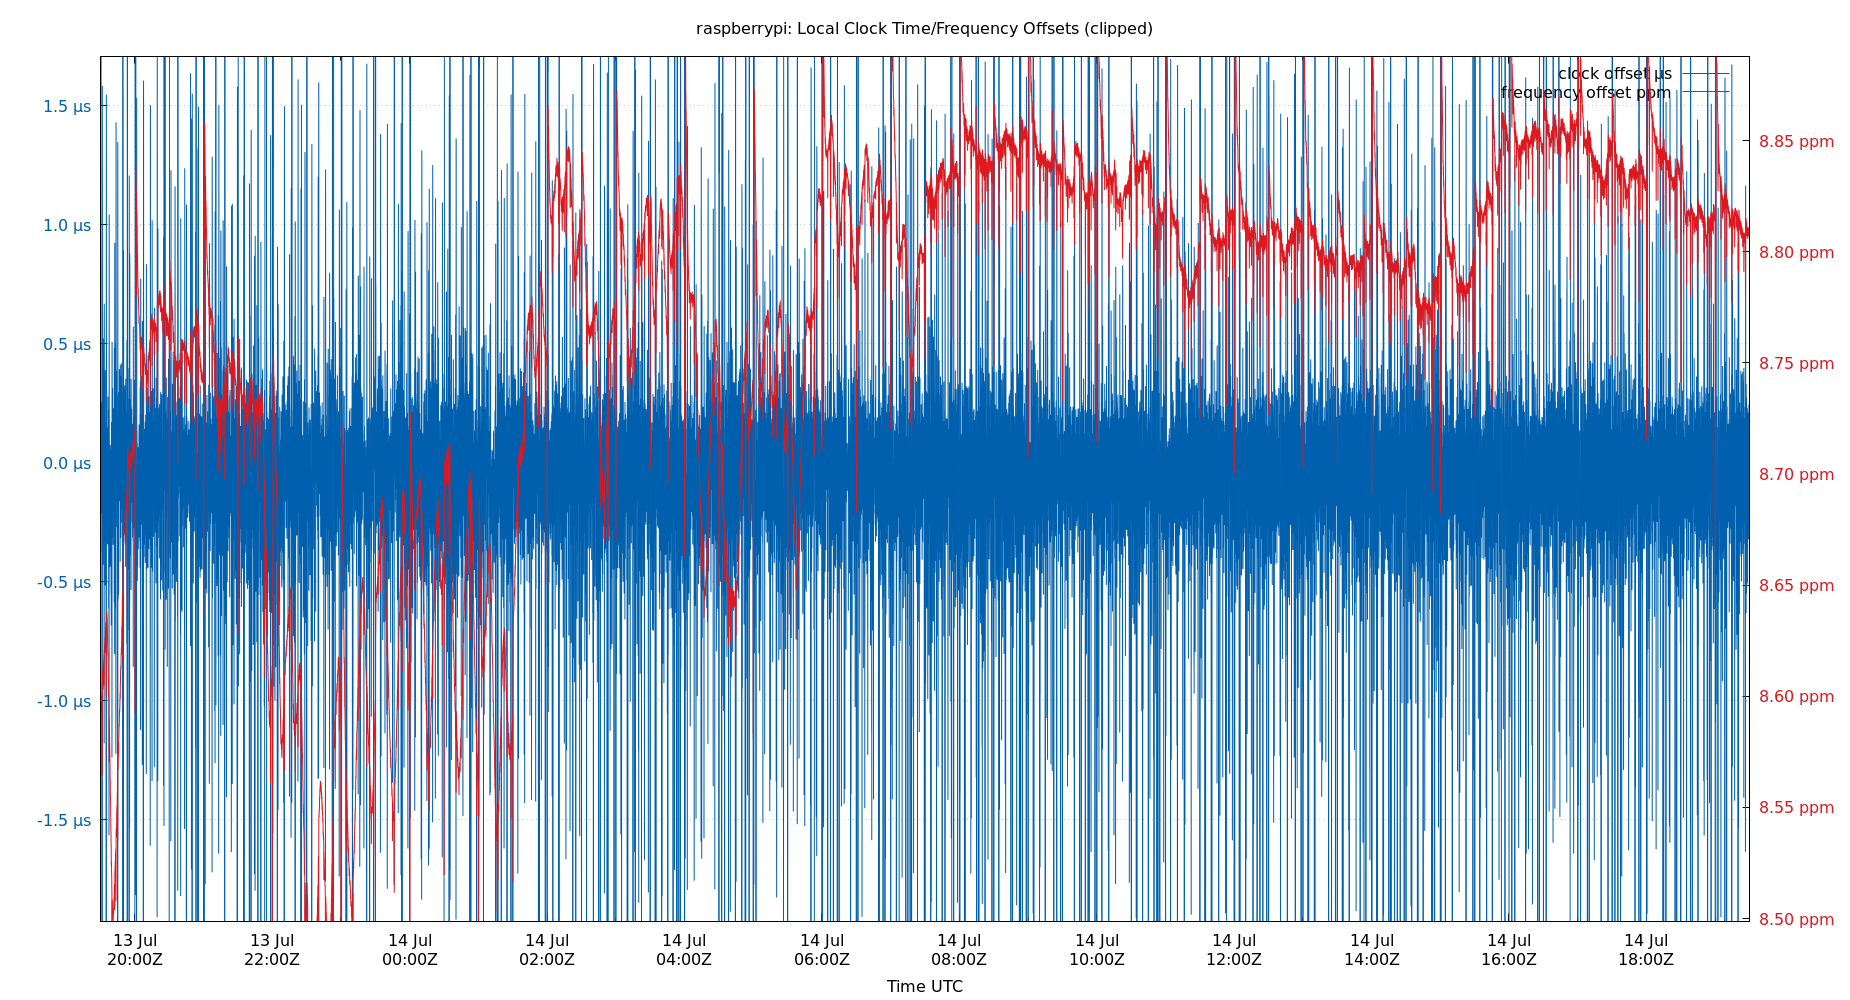 raspberrypi: Local Clock Time/Frequency Offsets (clipped)
clock offset µs
frequency offset ppm
1.5 µs
1.0 µs
0.5 µs
0.0 µs
-0.5 µs
-1.0 µs
-1.5 µs
8.85 ppm
8.80 ppm
8.75 ppm
8.70 ppm
8.65 ppm
8.60 ppm
8.55 ppm
8.50 ppm
13 Jul 13 Jul 14 Jul 14 Jul 14 Jul 14 Jul 14 Jul 14 Jul 14 Jul 14 Jul 14 Jul 14 Jul
20:00Z 22:00Z 00:00Z 02:00Z 04:00Z 06:00Z 08:00Z 10:00Z 12:00Z 14:00Z 16:00Z 18:00Z
Time UTC